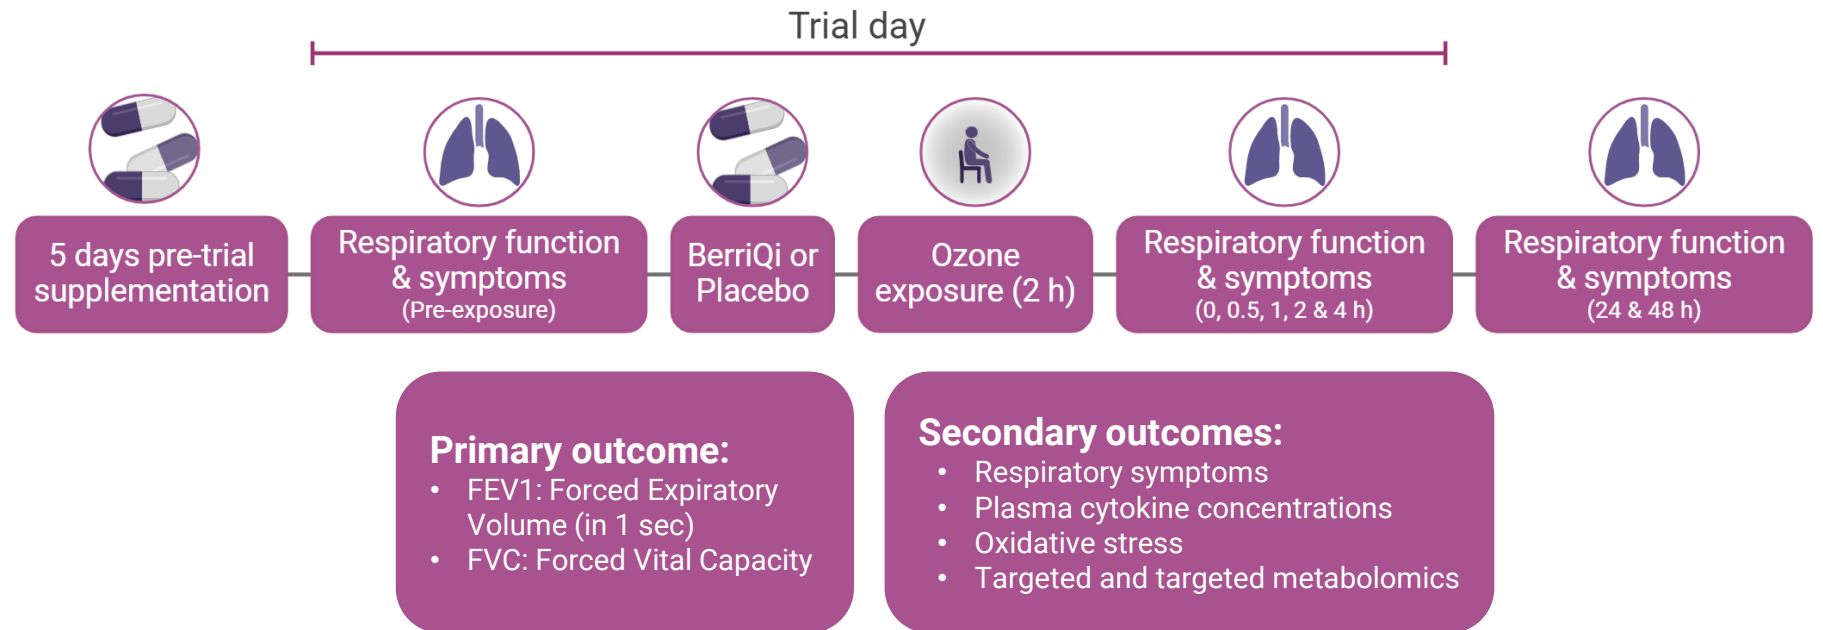 Trial day
5 days pre-trial
supplementation
Respiratory function
& symptoms
(Pre-exposure)
BerriQi or
Placebo
Ozone
exposure (2 h)
Respiratory function
& symptoms
(0, 0.5, 1, 2 & 4 h)
Respiratory function
& symptoms
(24 & 48 h)
Primary outcome:
• FEV1: Forced Expiratory
Volume (in 1 sec)
• FVC: Forced Vital Capacity
Secondary outcomes:
• Respiratory symptoms
• Plasma cytokine concentrations
• Oxidative stress
• Targeted and targeted metabolomics